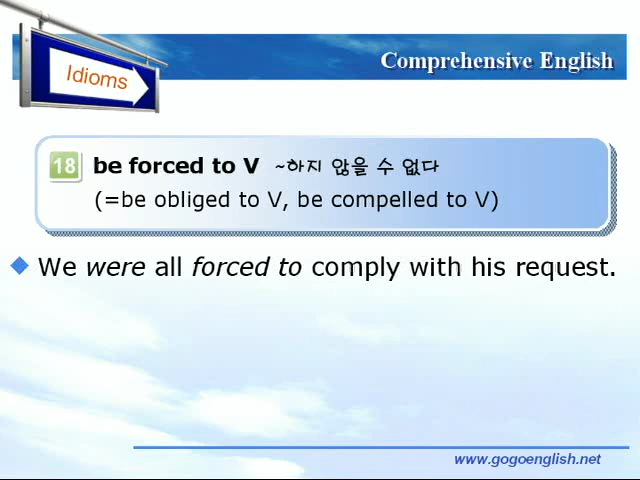 Idioms
Comprehensive English
18 be forced to V ~하지 않을 수 없다
(=be obliged to V, be compelled to V)
We were all forced to comply with his request.
www.gogoenglish.net